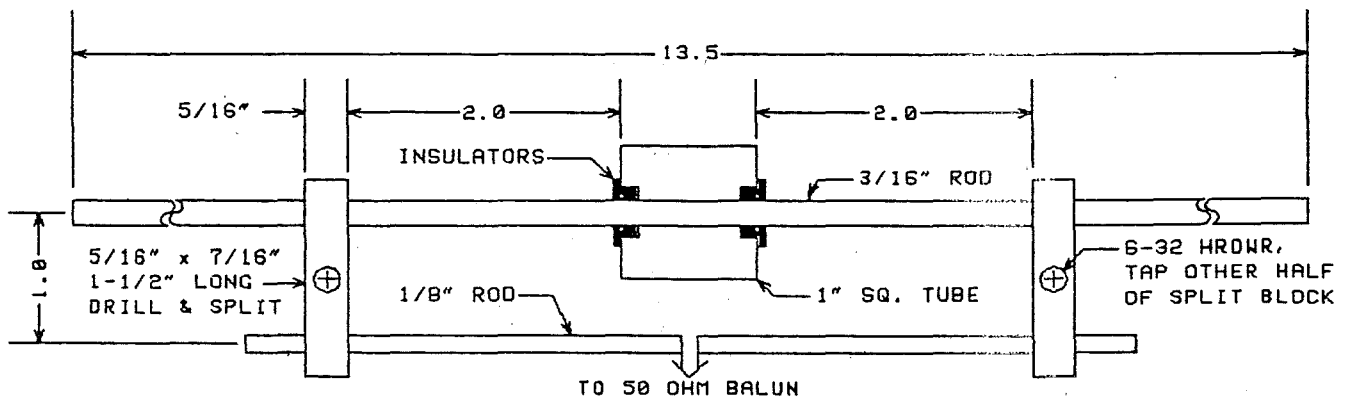 13.5
5/16"
2.0
2.0
INSULATORS
3/16" ROD
1.0
5/16" x 7/16"
1-1/2" LONG
DRILL & SPLIT
1/8" ROD
1" SQ. TUBE
6-32 HRDWR,
TAP OTHER HALF
OF SPLIT BLOCK
TO 50 OHM BALUN